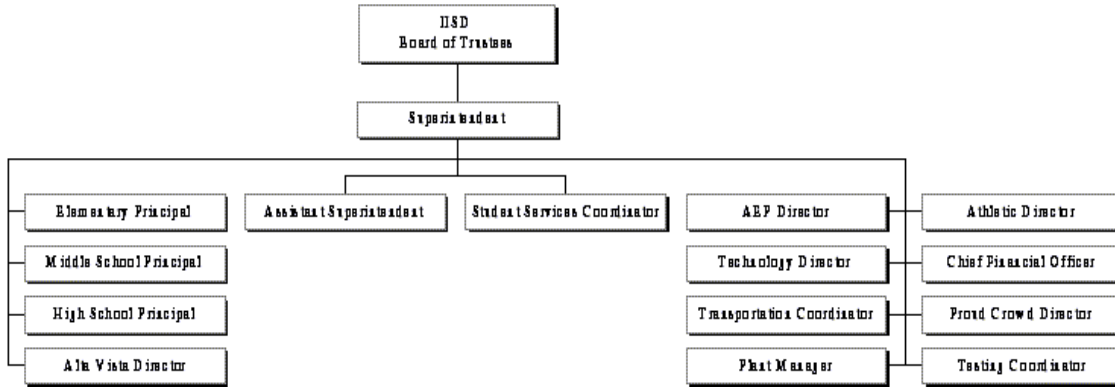 IISD
Board of Trustees
Superintendent
Elementary Principal
Assistant Superintendent
Student Services Coordinator
AEP Director
Athletic Director
Middle School Principal
Technology Director
Chief Financial Officer
High School Principal
Transportation Coordinator
Proud Crowd Director
Alta Vista Director
Plant Manager
Testing Coordinator